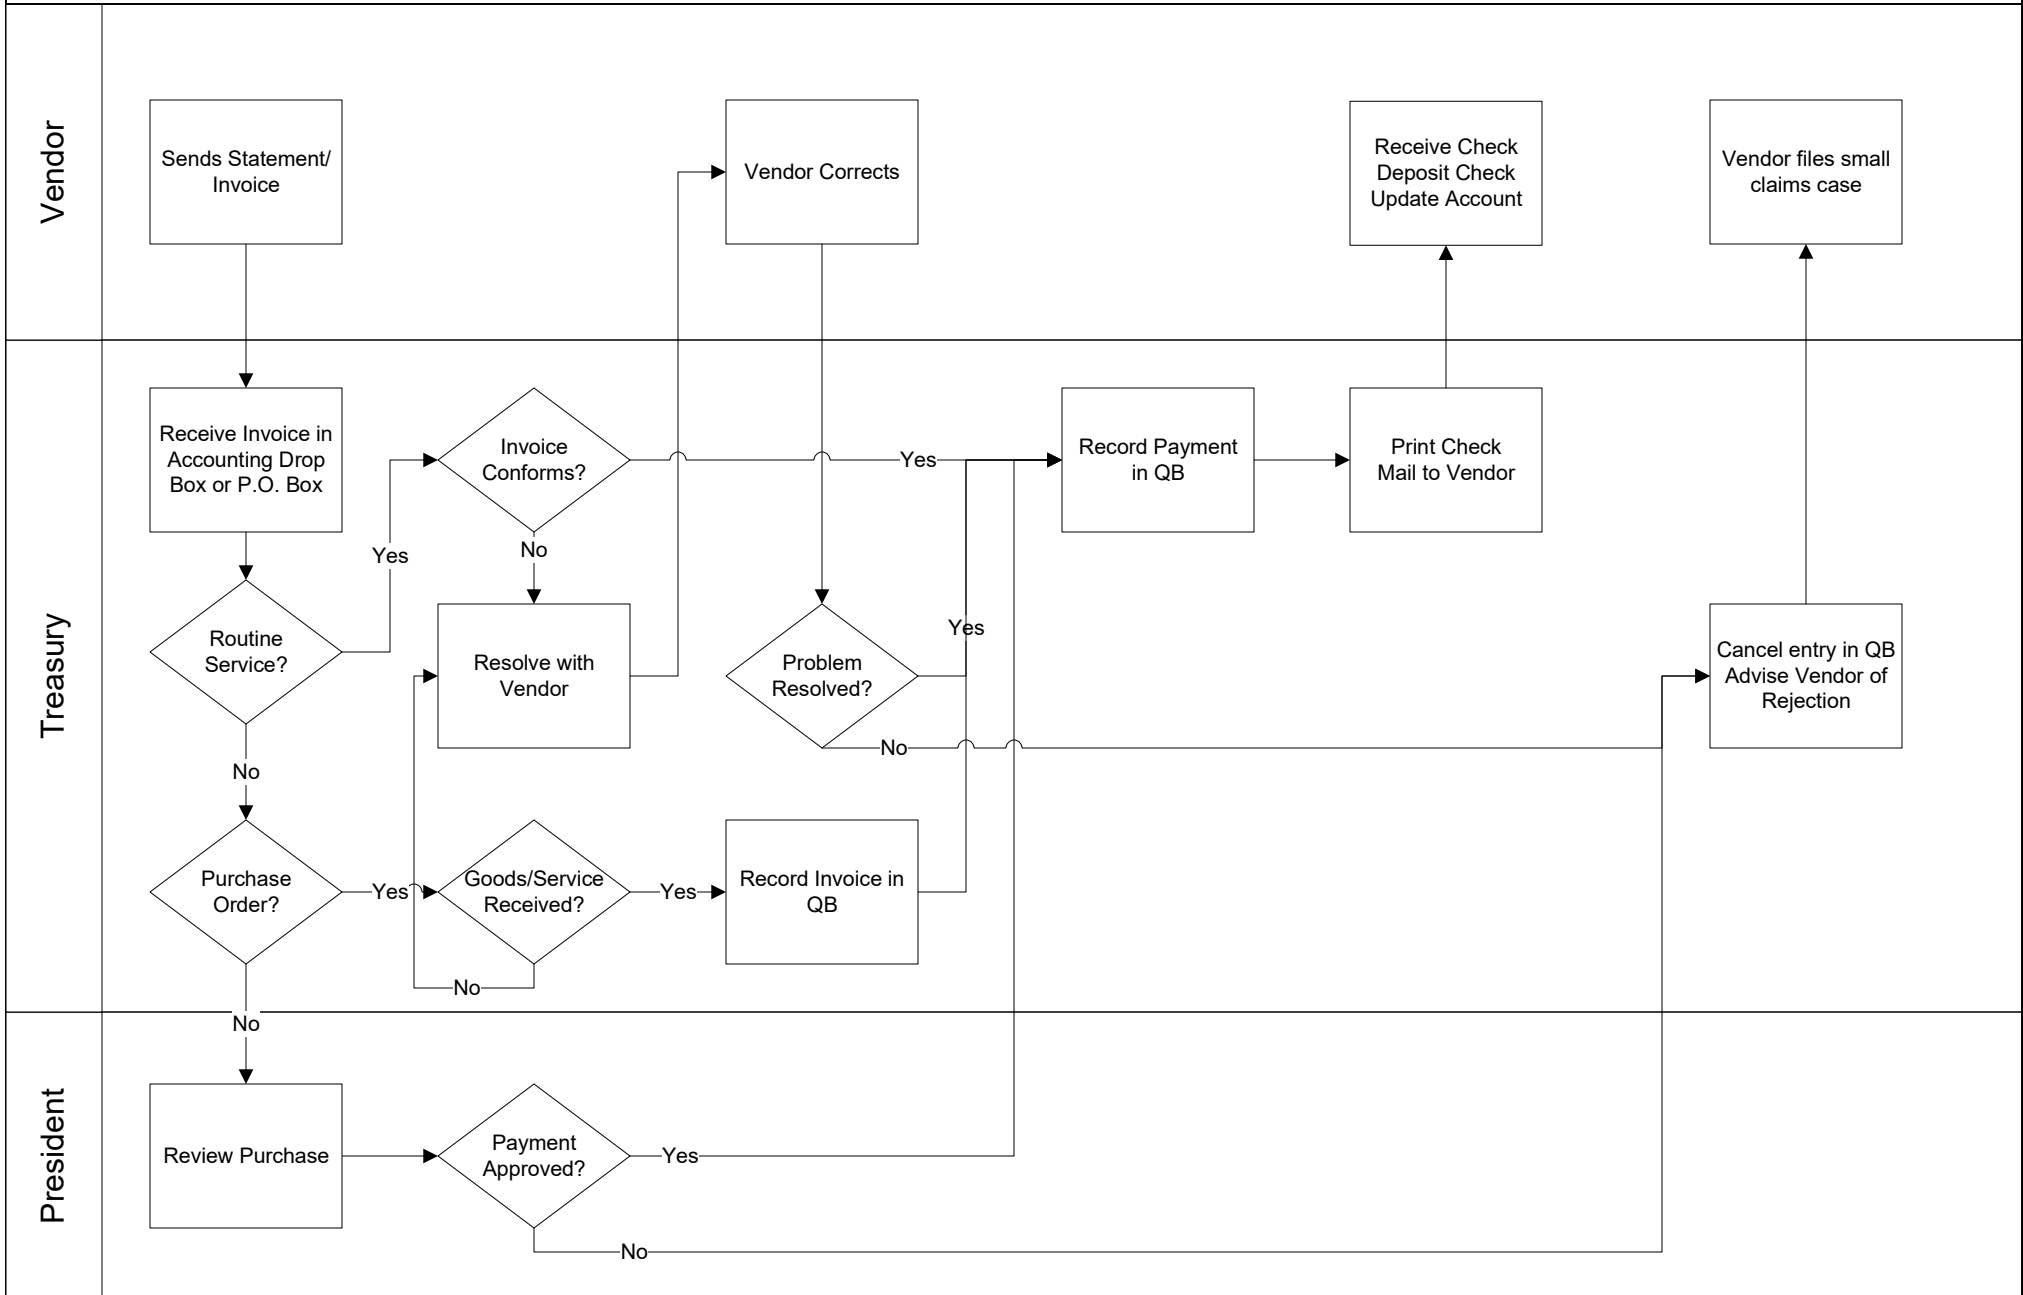 Vendor
Sends Statement/
Invoice
Vendor Corrects
Receive Check
Deposit Check
Update Account
Vendor files small
claims case
Treasury
Receive Invoice in
Accounting Drop
Box or P.O. Box
Invoice
Conforms?
Yes
Record Payment
in QB
Print Check
Mail to Vendor
Yes
No
Routine
Service?
Resolve with
Vendor
Problem
Resolved?
Yes
No
Cancel entry in QB
Advise Vendor of
Rejection
No
Purchase
Order?
Yes
Goods/Service
Received?
Yes
Record Invoice in
QB
No
No
President
Review Purchase
Payment
Approved?
Yes
No